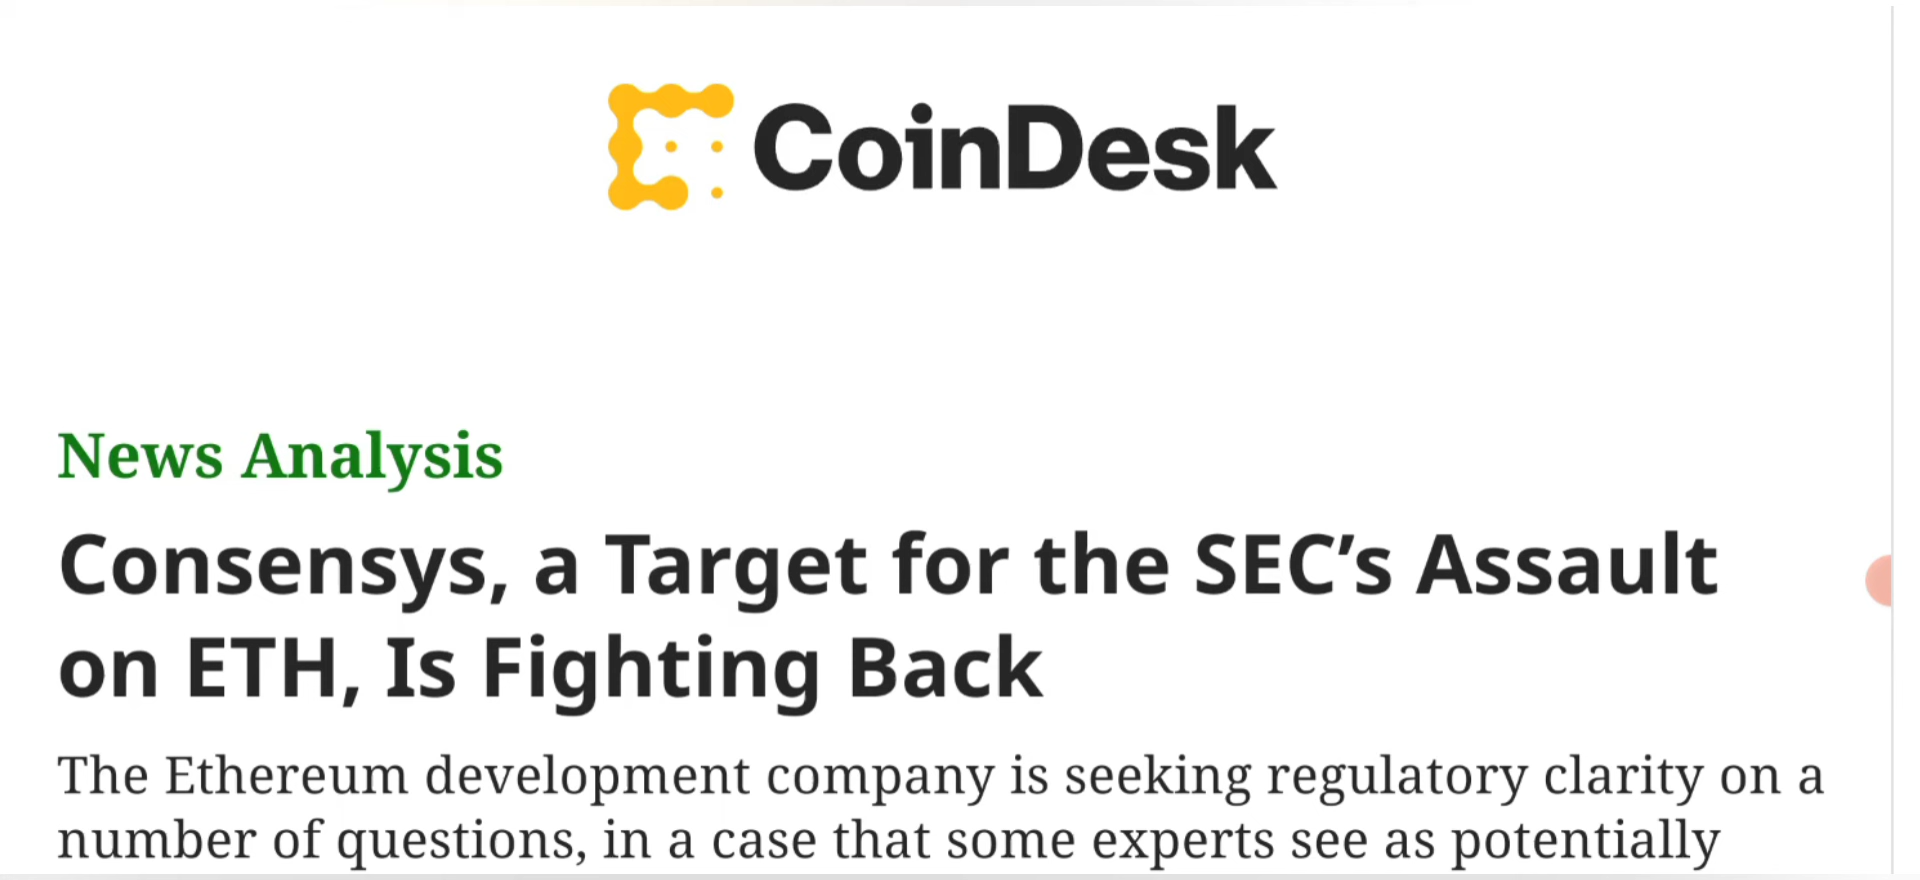 CoinDesk
News Analysis
Consensys, a Target for the SEC’s Assault
on ETH, Is Fighting Back
The Ethereum development company is seeking regulatory clarity on a
number of questions, in a case that some experts see as potentially